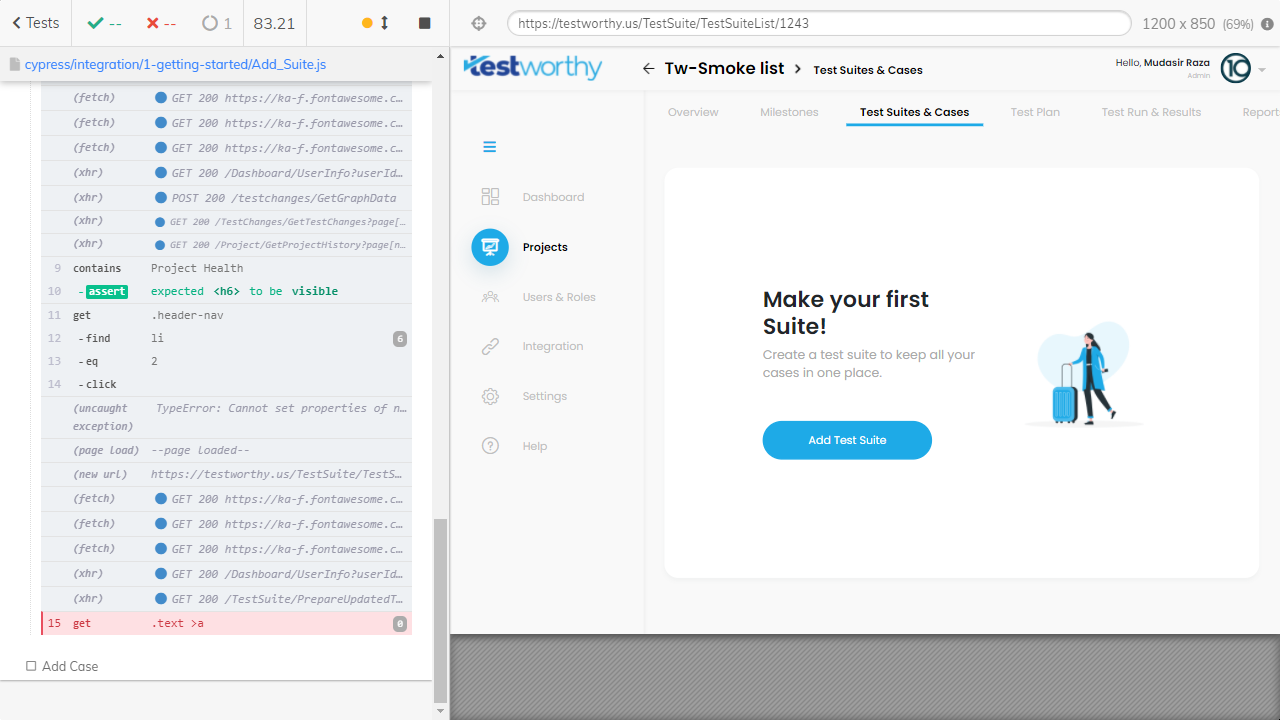 Tests
--
--
1
83.21
https://testworthy.us/TestSuite/TestSuiteList/1243
1200 x 850 (69%)
cypress/integration/1-getting-started/Add_Suite.js
(fetch) GET 200 https://ka-f.fontawesome.c…
(fetch) GET 200 https://ka-f.fontawesome.c…
(fetch) GET 200 https://ka-f.fontawesome.c…
(xhr) GET 200 /Dashboard/UserInfo?userId…
(xhr) POST 200 /testchanges/GetGraphData
(xhr) GET 200 /TestChanges/GetTestChanges?page[…
(xhr) GET 200 /Project/GetProjectHistory?page[n…
9 contains Project Health
10 -assert expected <h6> to be visible
11 get .header-nav
12 -find li 6
13 -eq 2
14 -click
(uncaught exception) TypeError: Cannot set properties of n…
(page load) --page loaded--
(new url) https://testworthy.us/TestSuite/TestS…
(fetch) GET 200 https://ka-f.fontawesome.c…
(fetch) GET 200 https://ka-f.fontawesome.c…
(fetch) GET 200 https://ka-f.fontawesome.c…
(xhr) GET 200 /Dashboard/UserInfo?userId…
(xhr) GET 200 /TestSuite/PrepareUpdatedT…
15 get .text >a 0
Add Case
testworthy
Tw-Smoke list > Test Suites & Cases
Hello, Mudasir Raza
Admin
10
Overview Milestones Test Suites & Cases Test Plan Test Run & Results Report
Dashboard
Projects
Users & Roles
Integration
Settings
Help
Make your first
Suite!
Create a test suite to keep all your
cases in one place.
Add Test Suite